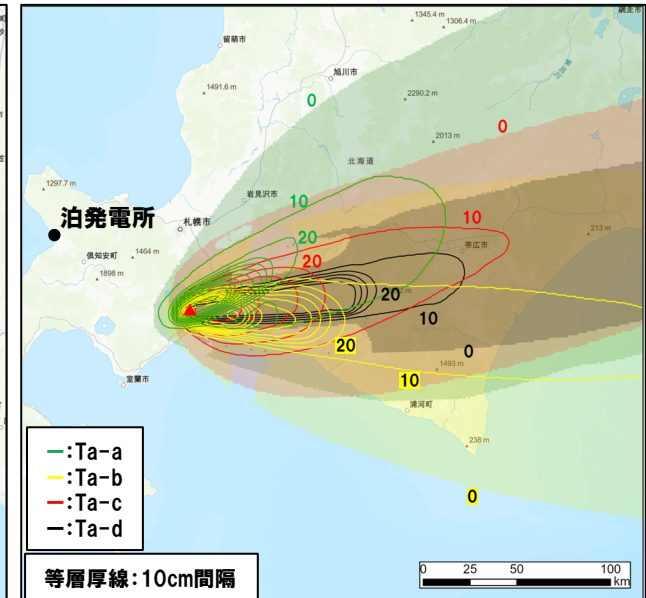 1345.4 m
1306.4 m
網走市
留萌市
旭川市
1491.6 m
2290.2 m
0
2013 m
0
北海道
1297.7 m
岩見沢市
10
泊発電所
札幌市
10
213 m
20
帯広市
1464 m
20
倶知安町
1898 m
20
10
0
20
1493 m
10
室蘭市
浦河町
238 m
0
:Ta-a
:Ta-b
:Ta-c
:Ta-d
等層厚線:10cm間隔
0 25 50 100
km